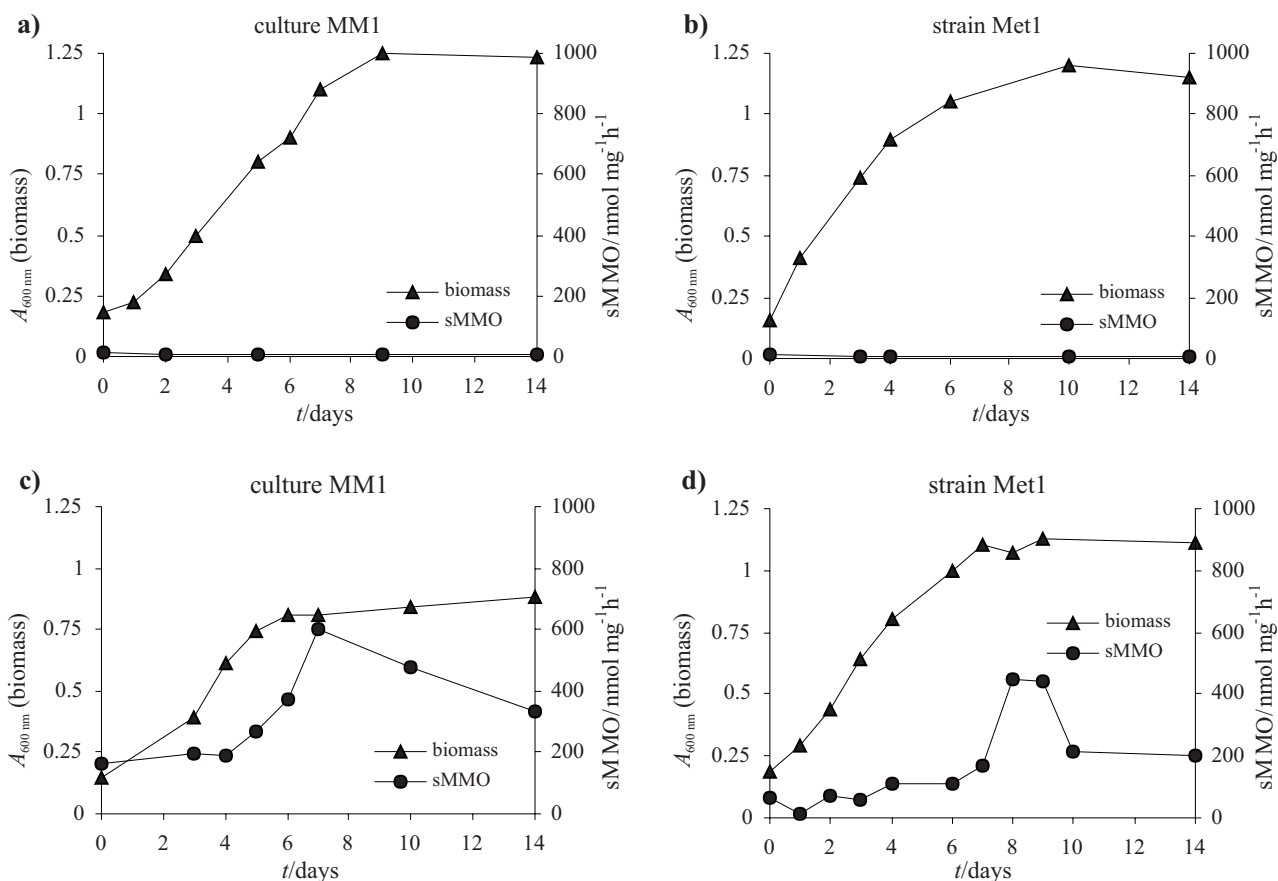 a)
culture MM1
1.25
1
0.75
0.5
0.25
0
A600 nm (biomass)
1000
800
600
400
200
0
sMMO/nmol mg-1h-1
biomass
sMMO
0 2 4 6 8 10 12 14
t/days
b)
strain Met1
1.25
1
0.75
0.5
0.25
0
A600 nm (biomass)
1000
800
600
400
200
0
sMMO/nmol mg-1h-1
biomass
sMMO
0 2 4 6 8 10 12 14
t/days
c)
culture MM1
1.25
1
0.75
0.5
0.25
0
A600 nm (biomass)
1000
800
600
400
200
0
sMMO/nmol mg-1h-1
biomass
sMMO
0 2 4 6 8 10 12 14
t/days
d)
strain Met1
1.25
1
0.75
0.5
0.25
0
A600 nm (biomass)
1000
800
600
400
200
0
sMMO/nmol mg-1h-1
biomass
sMMO
0 2 4 6 8 10 12 14
t/days